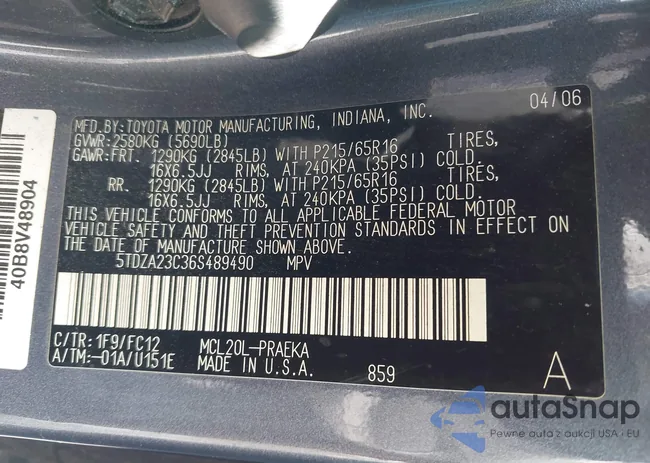 40B8V48904
MFD.BY:TOYOTA MOTOR MANUFACTURING, INDIANA, INC. 04/06
GVWR:2580KG (5690LB)
GAWR:FRT. 1290KG (2845LB) WITH P215/65R16 TIRES,
16X6.5JJ RIMS, AT 240KPA (35PSI) COLD.
RR. 1290KG (2845LB) WITH P215/65R16 TIRES,
16X6.5JJ RIMS, AT 240KPA (35PSI) COLD.
THIS VEHICLE CONFORMS TO ALL APPLICABLE FEDERAL MOTOR
VEHICLE SAFETY AND THEFT PREVENTION STANDARDS IN EFFECT ON
THE DATE OF MANUFACTURE SHOWN ABOVE.
5TDZA23C36S489490 MPV
C/TR:1F9/FC12 MCL20L-PRAEKA
A/TM:-01A/U151E MADE IN U.S.A. 859 A
autaSnap
Pewne auta z aukcji USA · EU